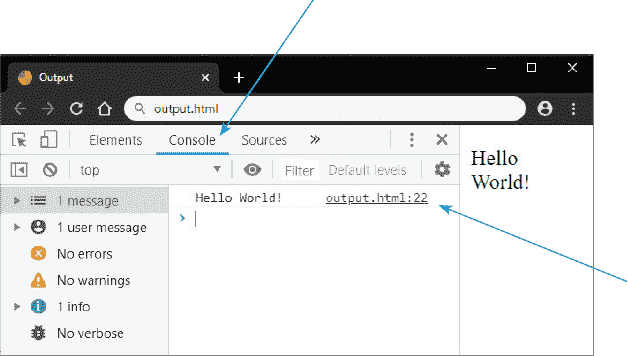 Output
output.html
Elements Console Sources
top Filter Default levels
1 message
1 user message
No errors
No warnings
1 info
No verbose
Hello World! output.html:22
Hello
World!